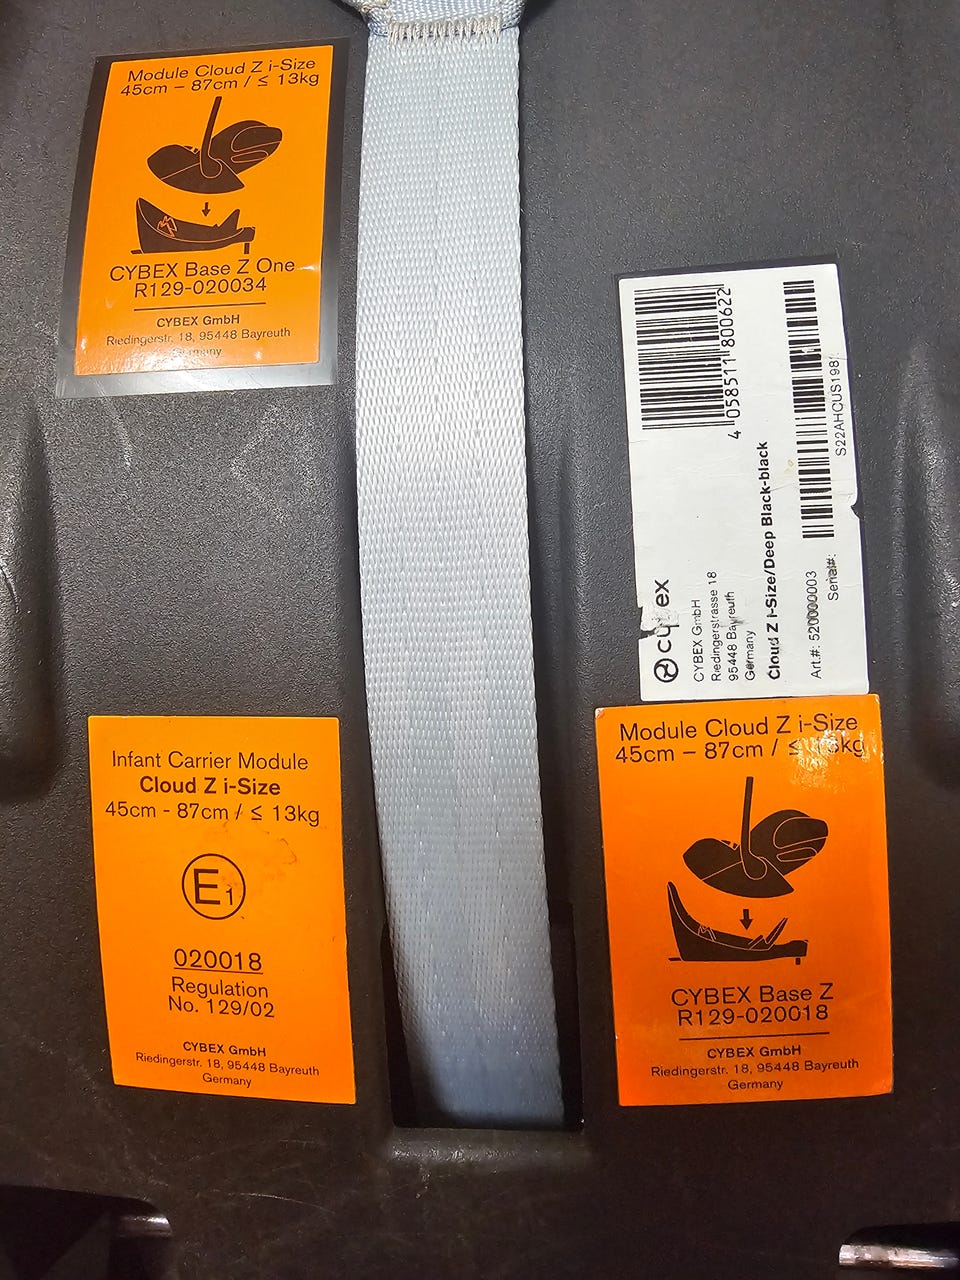 Module Cloud Z i-Size
45cm – 87cm / ≤ 13kg
CYBEX Base Z One
R129-020034
CYBEX GmbH
Riedingerstr. 18, 95448 Bayreuth
Germany
4 058511 800622
cybex
CYBEX GmbH
Riedingerstrasse 18
95448 Bayreuth
Germany
Cloud Z i-Size/Deep Black-black
Art.#: 520000003
Serial#:
S22AHCUS198
Infant Carrier Module
Cloud Z i-Size
45cm - 87cm / ≤ 13kg
E1
020018
Regulation
No. 129/02
CYBEX GmbH
Riedingerstr. 18, 95448 Bayreuth
Germany
Module Cloud Z i-Size
45cm – 87cm / ≤ 13kg
CYBEX Base Z
R129-020018
CYBEX GmbH
Riedingerstr. 18, 95448 Bayreuth
Germany